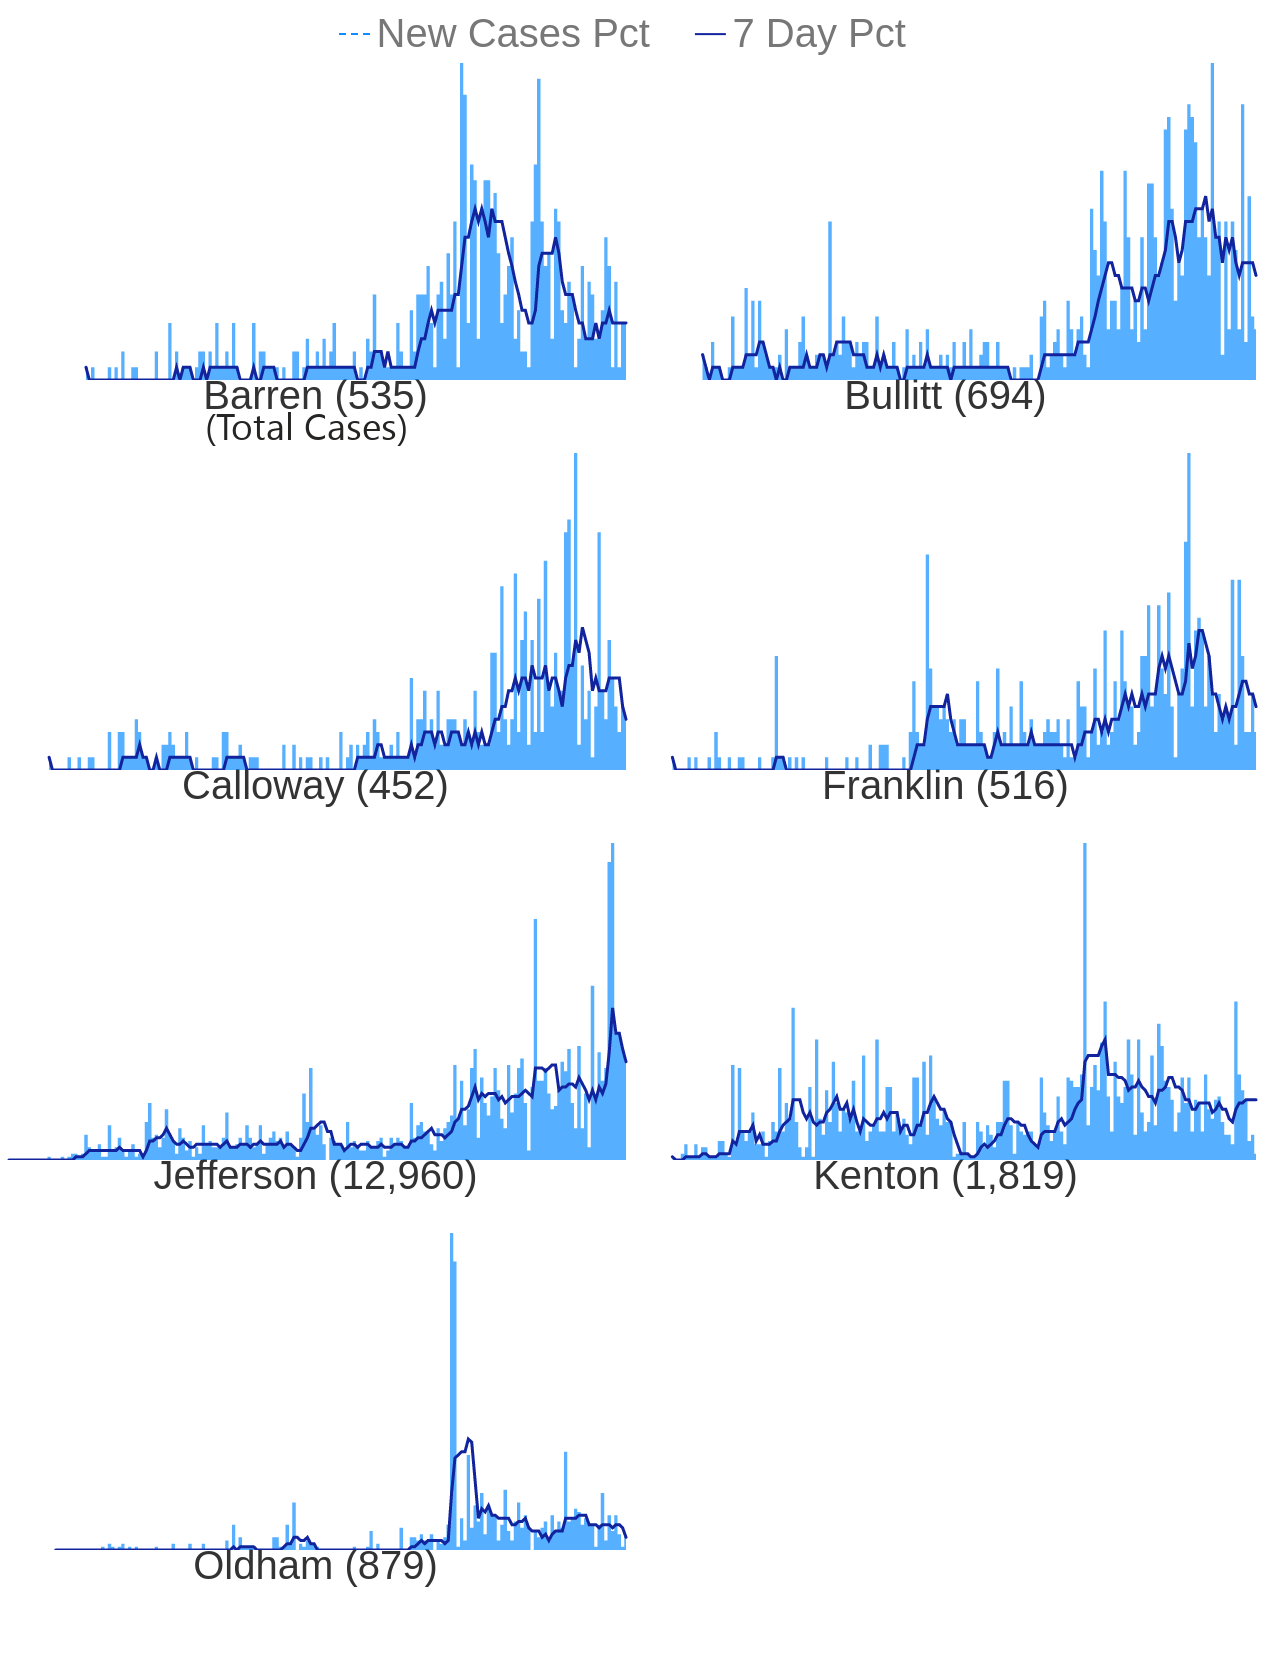 New Cases Pct 7 Day Pct
Barren (535) Bullitt (694)
(Total Cases)
Calloway (452) Franklin (516)
Jefferson (12,960) Kenton (1,819)
Oldham (879)